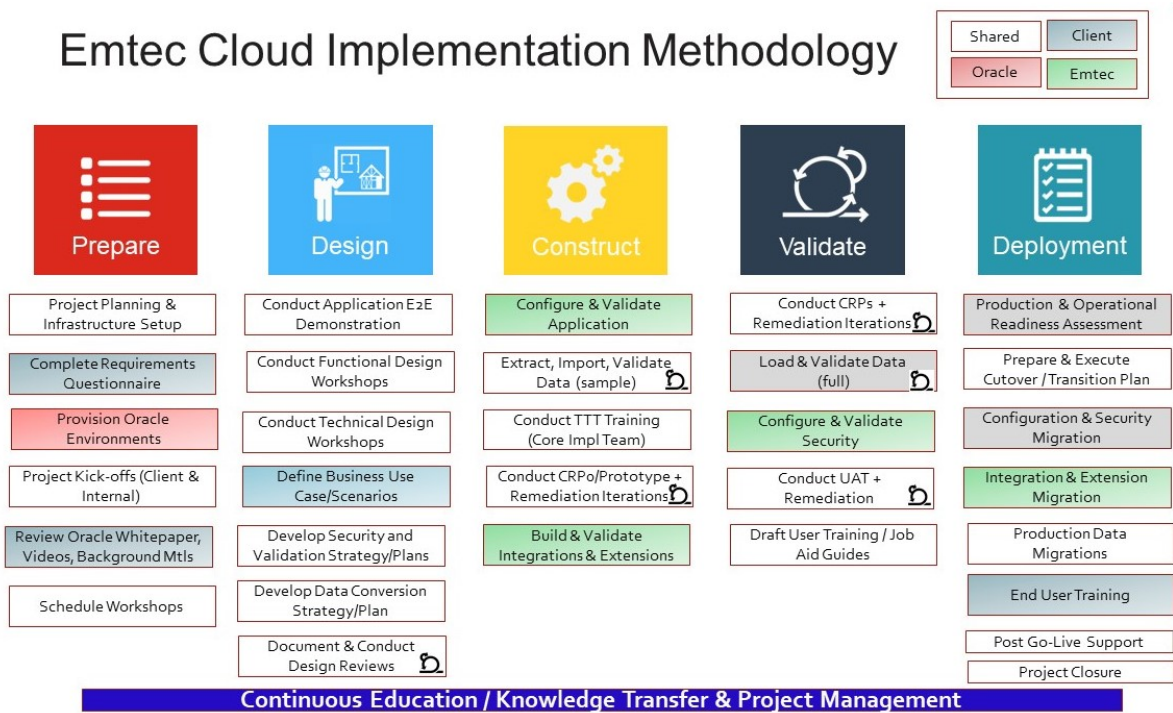 Emtec Cloud Implementation Methodology
Shared
Client
Oracle
Emtec
Prepare
Project Planning &
Infrastructure Setup
Complete Requirements
Questionnaire
Provision Oracle
Environments
Project Kick-offs (Client &
Internal)
Review Oracle Whitepaper,
Videos, Background Mtls
Schedule Workshops
Design
Conduct Application E2E
Demonstration
Conduct Functional Design
Workshops
Conduct Technical Design
Workshops
Define Business Use
Case/Scenarios
Develop Security and
Validation Strategy/Plans
Develop Data Conversion
Strategy/Plan
Document & Conduct
Design Reviews
Construct
Configure & Validate
Application
Extract, Import, Validate
Data (sample)
Conduct TTT Training
(Core Impl Team)
Conduct CRP0/Prototype +
Remediation Iterations
Build & Validate
Integrations & Extensions
Validate
Conduct CRPs +
Remediation Iterations
Load & Validate Data
(full)
Configure & Validate
Security
Conduct UAT +
Remediation
Draft User Training / Job
Aid Guides
Deployment
Production & Operational
Readiness Assessment
Prepare & Execute
Cutover / Transition Plan
Configuration & Security
Migration
Integration & Extension
Migration
Production Data
Migrations
End User Training
Post Go-Live Support
Project Closure
Continuous Education / Knowledge Transfer & Project Management